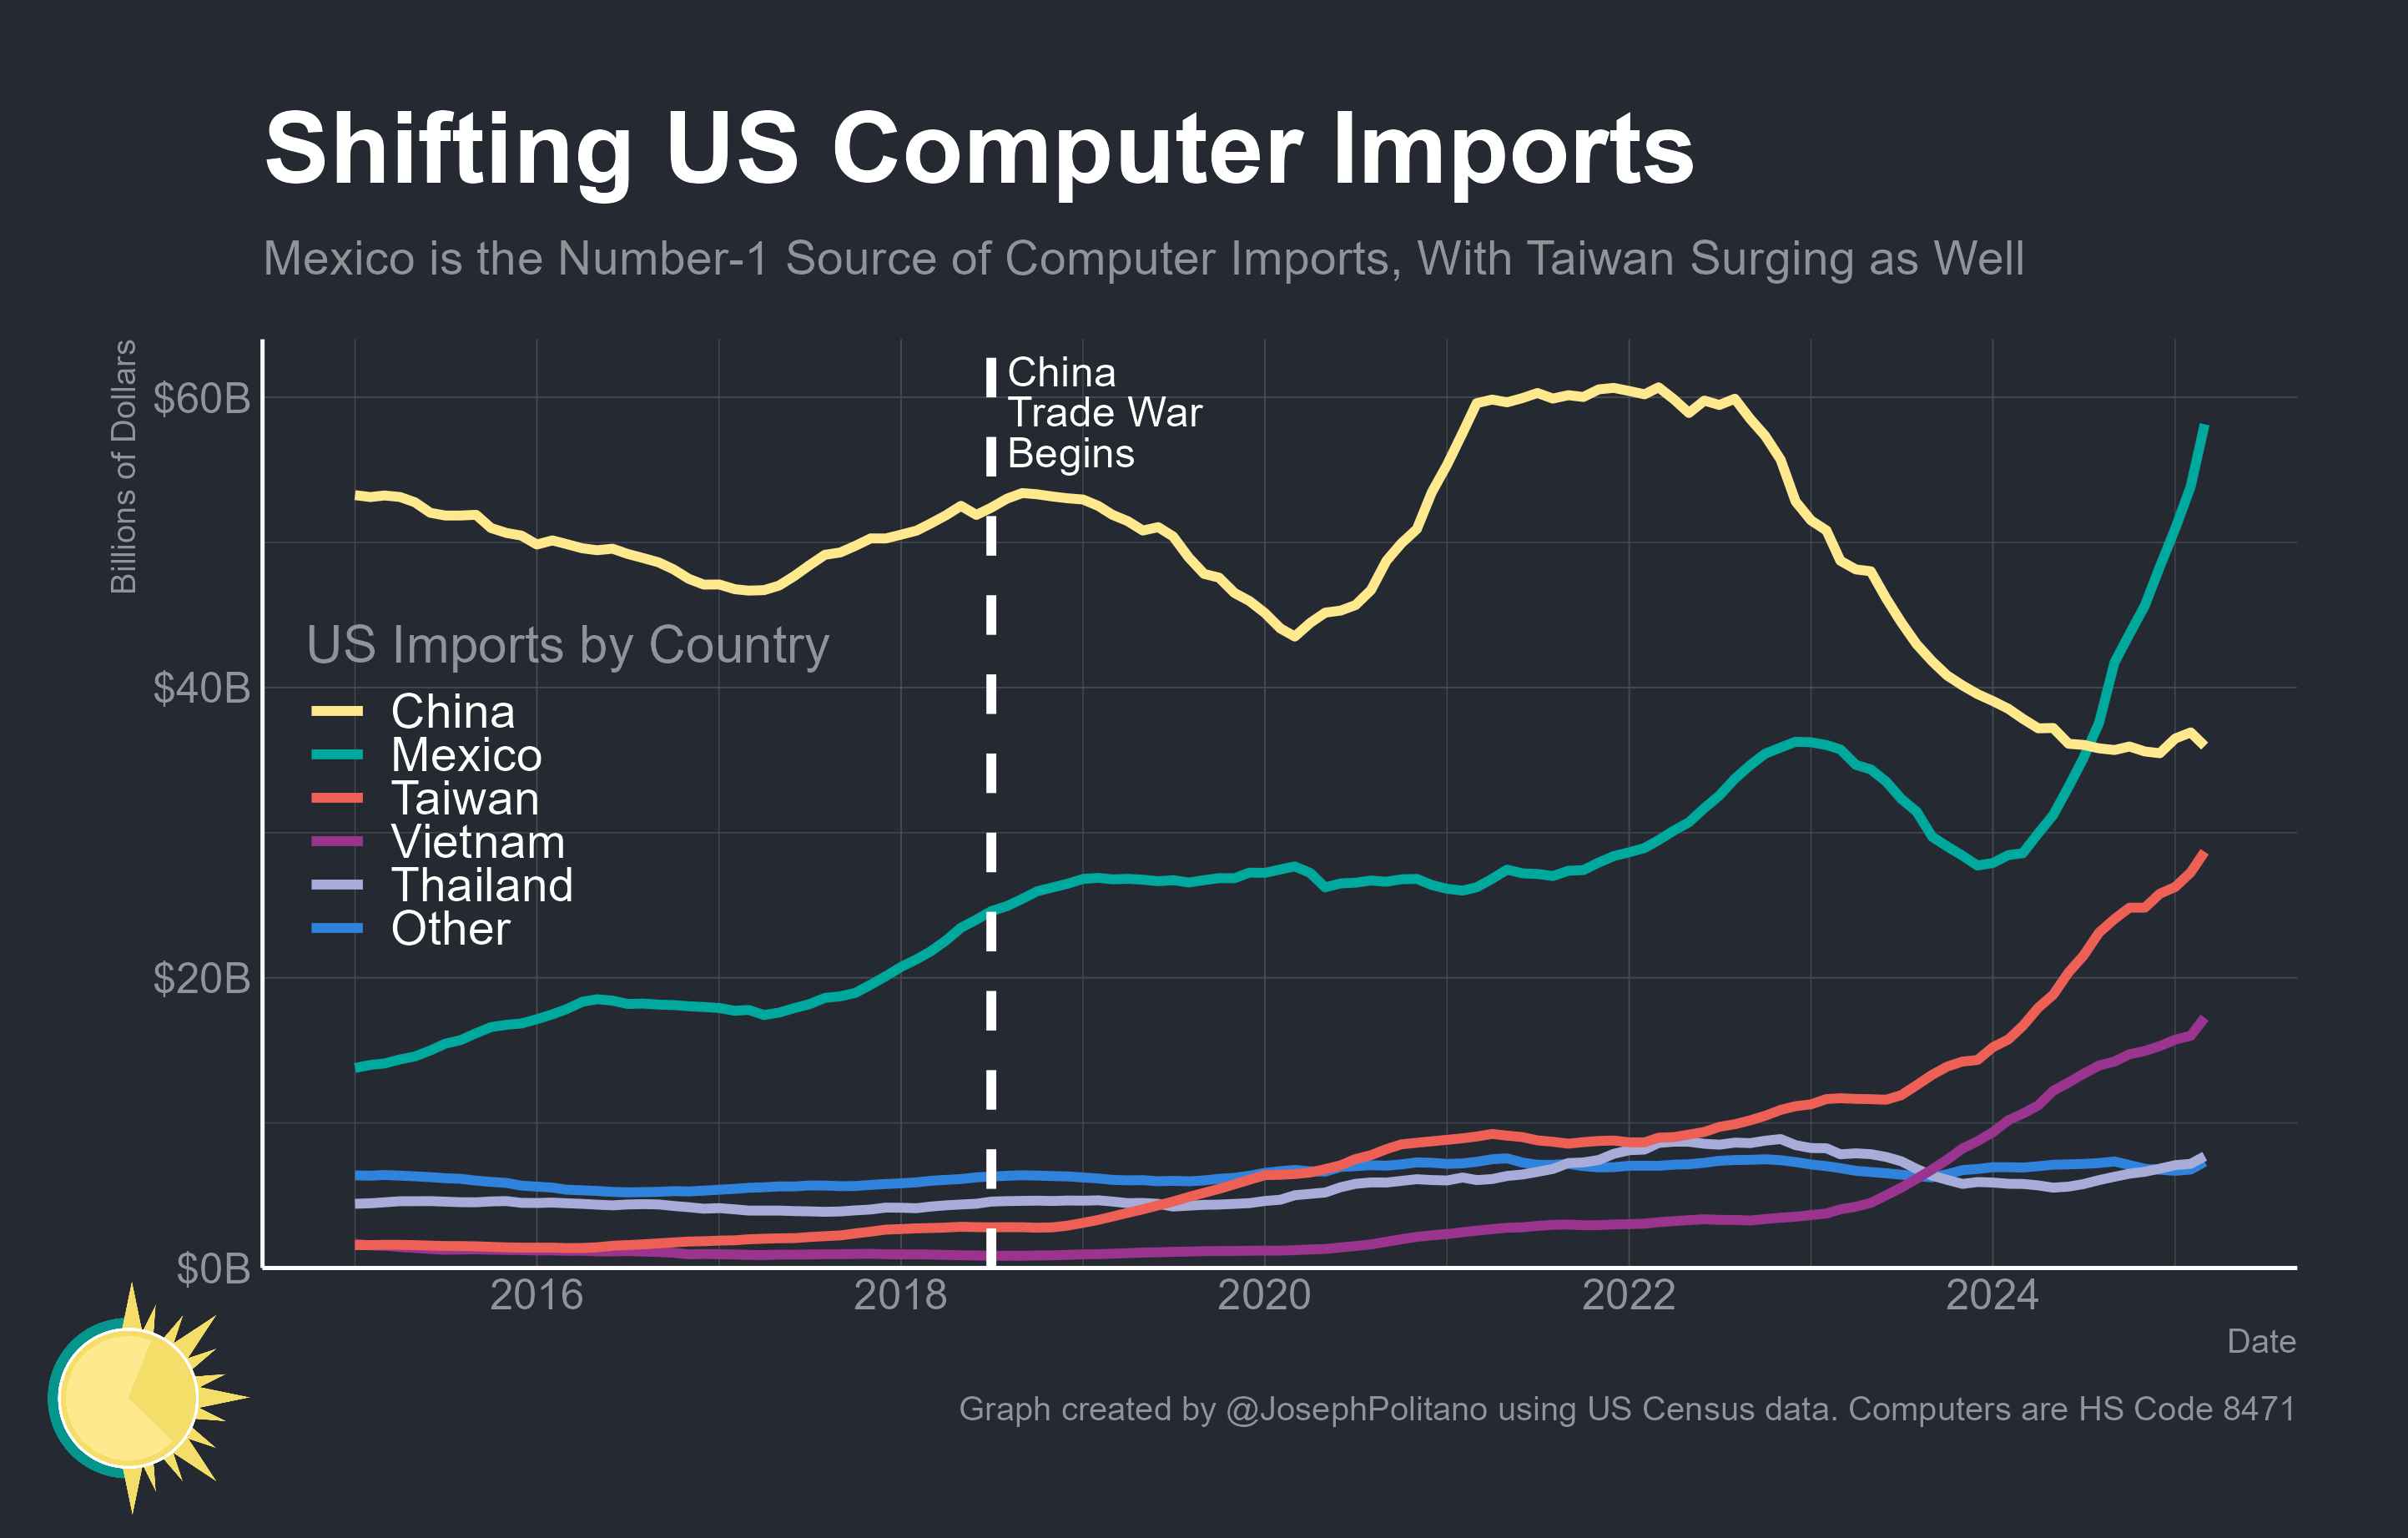 Shifting US Computer Imports
Mexico is the Number-1 Source of Computer Imports, With Taiwan Surging as Well
Billions of Dollars
$60B
$40B
$20B
$0B
China
Trade War
Begins
US Imports by Country
China
Mexico
Taiwan
Vietnam
Thailand
Other
2016 2018 2020 2022 2024
Date
Graph created by @JosephPolitano using US Census data. Computers are HS Code 8471